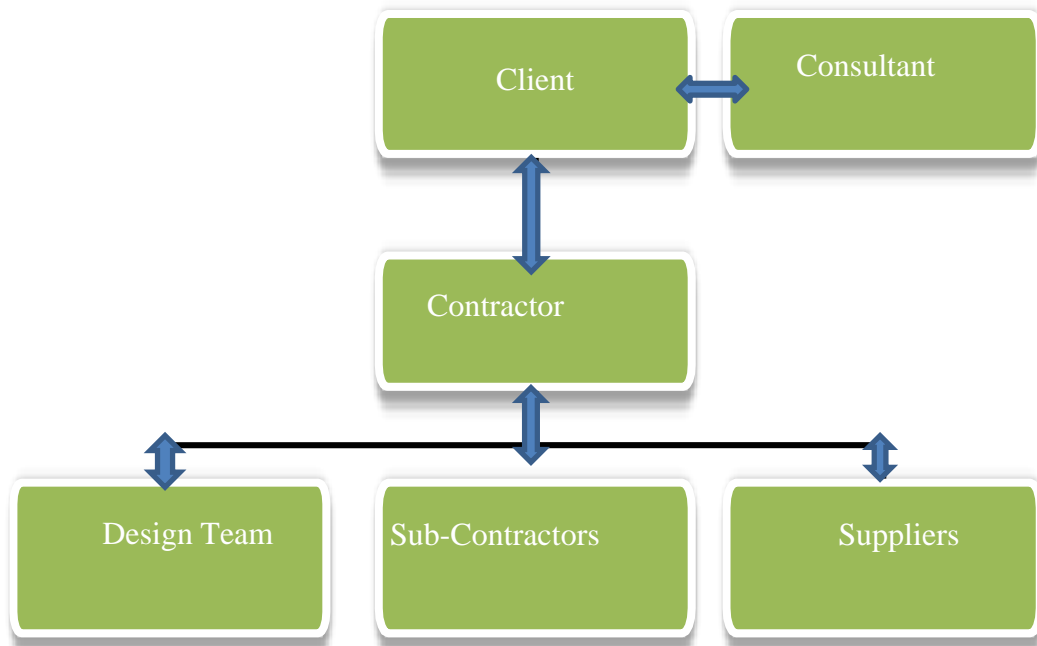 Client
Consultant
Contractor
Design Team
Sub-Contractors
Suppliers